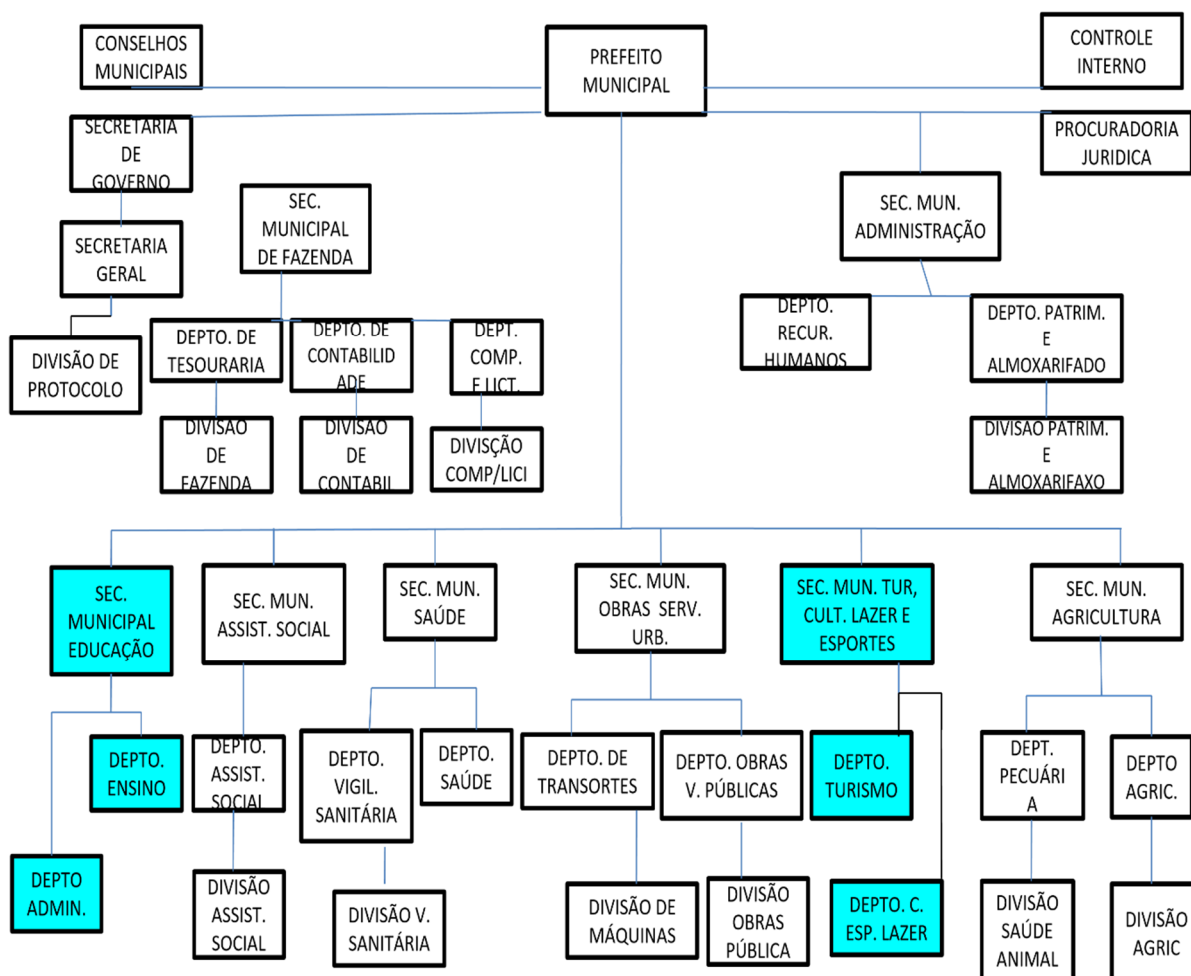 CONSELHOS
MUNICIPAIS
PREFEITO
MUNICIPAL
CONTROLE
INTERNO
SECRETARIA
DE
GOVERNO
PROCURADORIA
JURIDICA
SEC.
MUNICIPAL
DE FAZENDA
SEC. MUN.
ADMINISTRAÇÃO
SECRETARIA
GERAL
DEPTO.
RECUR.
HUMANOS
DEPTO. PATRIM.
E
ALMOXARIFADO
DIVISÃO DE
PROTOCOLO
DEPTO. DE
TESOURARIA
DEPTO. DE
CONTABILID
ADE
DEPT.
COMP.
E LICT.
DIVISAO
DE
FAZENDA
DIVISAO
DE
CONTABIL
DIVISÇÃO
COMP/LICI
DIVISAO PATRIM.
E
ALMOXARIFAXO
SEC.
MUNICIPAL
EDUCAÇÃO
SEC. MUN.
ASSIST. SOCIAL
SEC. MUN.
SAÚDE
SEC. MUN.
OBRAS SERV.
URB.
SEC. MUN. TUR,
CULT. LAZER E
ESPORTES
SEC. MUN.
AGRICULTURA
DEPTO.
ENSINO
DEPTO.
ASSIST.
SOCIAL
DEPTO.
VIGIL.
SANITÁRIA
DEPTO.
SAÚDE
DEPTO. DE
TRANSORTES
DEPTO. OBRAS
V. PÚBLICAS
DEPTO.
TURISMO
DEPT.
PECUÁRI
A
DEPTO
AGRIC.
DEPTO
ADMIN.
DIVISÃO
ASSIST.
SOCIAL
DIVISÃO V.
SANITÁRIA
DIVISÃO DE
MÁQUINAS
DIVISÃO
OBRAS
PÚBLICA
DEPTO. C.
ESP. LAZER
DIVISÃO
SAÚDE
ANIMAL
DIVISÃO
AGRIC